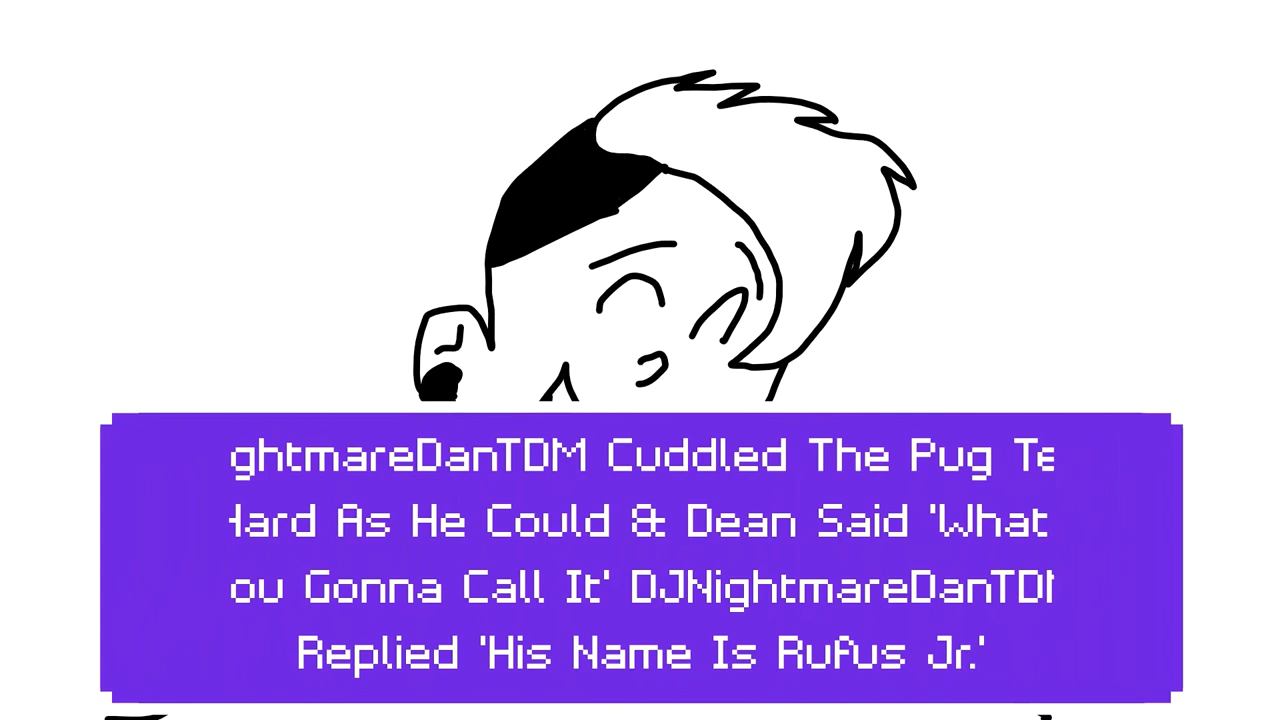 ghtmareDanTDM Cuddled The Pug Te
Hard As He Could & Dean Said 'What
ou Gonna Call It' DJNightmareDanTDM
Replied 'His Name Is Rufus Jr.'